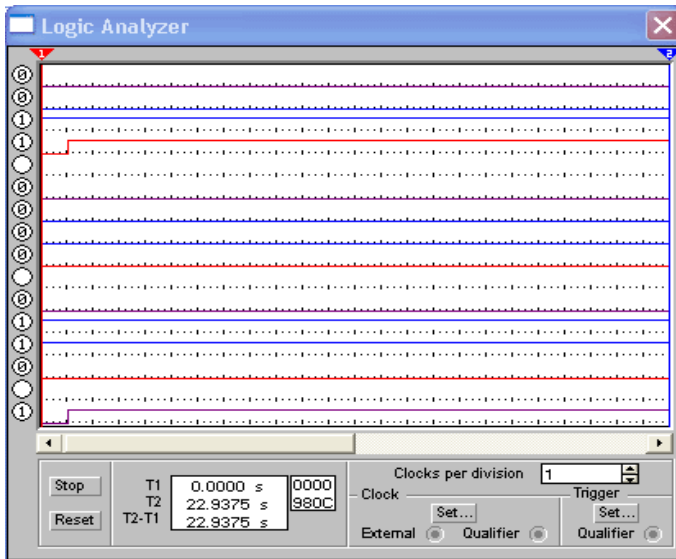 Logic Analyzer
1 2
0
0
1
1
0
0
0
0
0
1
1
0
1
Clocks per division 1
Stop T1 0.0000 s 0000
T2 22.9375 s 980C
Reset T2-T1 22.9375 s
Clock Trigger
Set... Set...
External Qualifier Qualifier